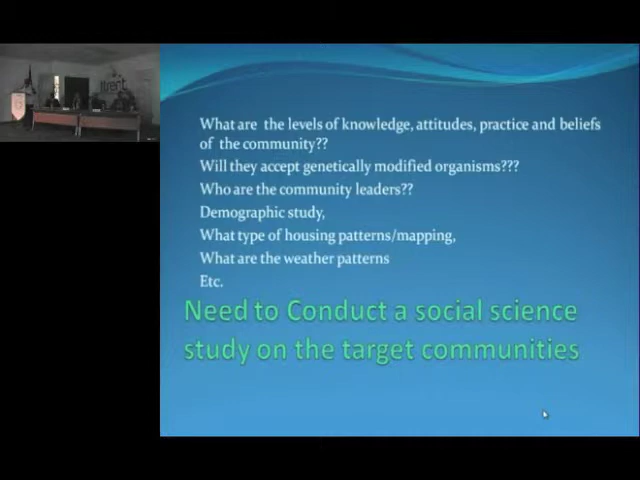 What are the levels of knowledge, attitudes, practice and beliefs
of the community??
Will they accept genetically modified organisms???
Who are the community leaders??
Demographic study,
What type of housing patterns/mapping,
What are the weather patterns
Etc.
Need to Conduct a social science
study on the target communities